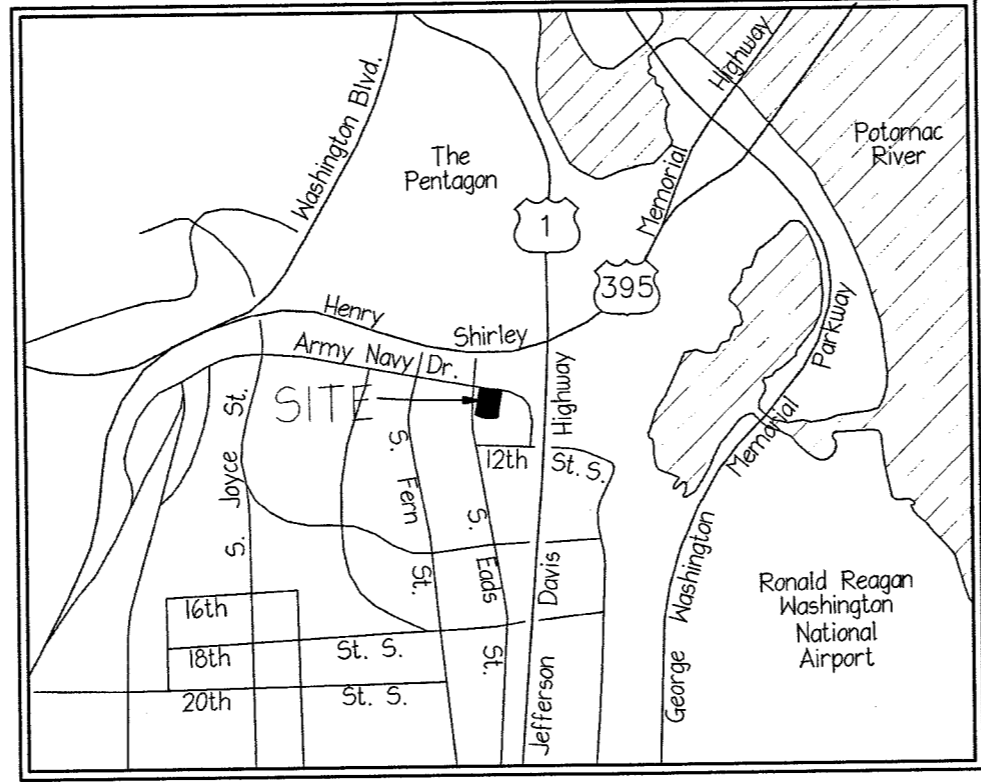 Washington Blvd.
The
Pentagon
1
Memorial
Highway
395
Potomac
River
Henry
Shirley
Army Navy Dr.
SITE
Highway
12th
St. S.
Parkway
Memorial
Washington
George
S. Joyce St.
S. Fern St.
S. Eads St.
Jefferson Davis
16th
18th
St. S.
20th
St. S.
Ronald Reagan
Washington
National
Airport